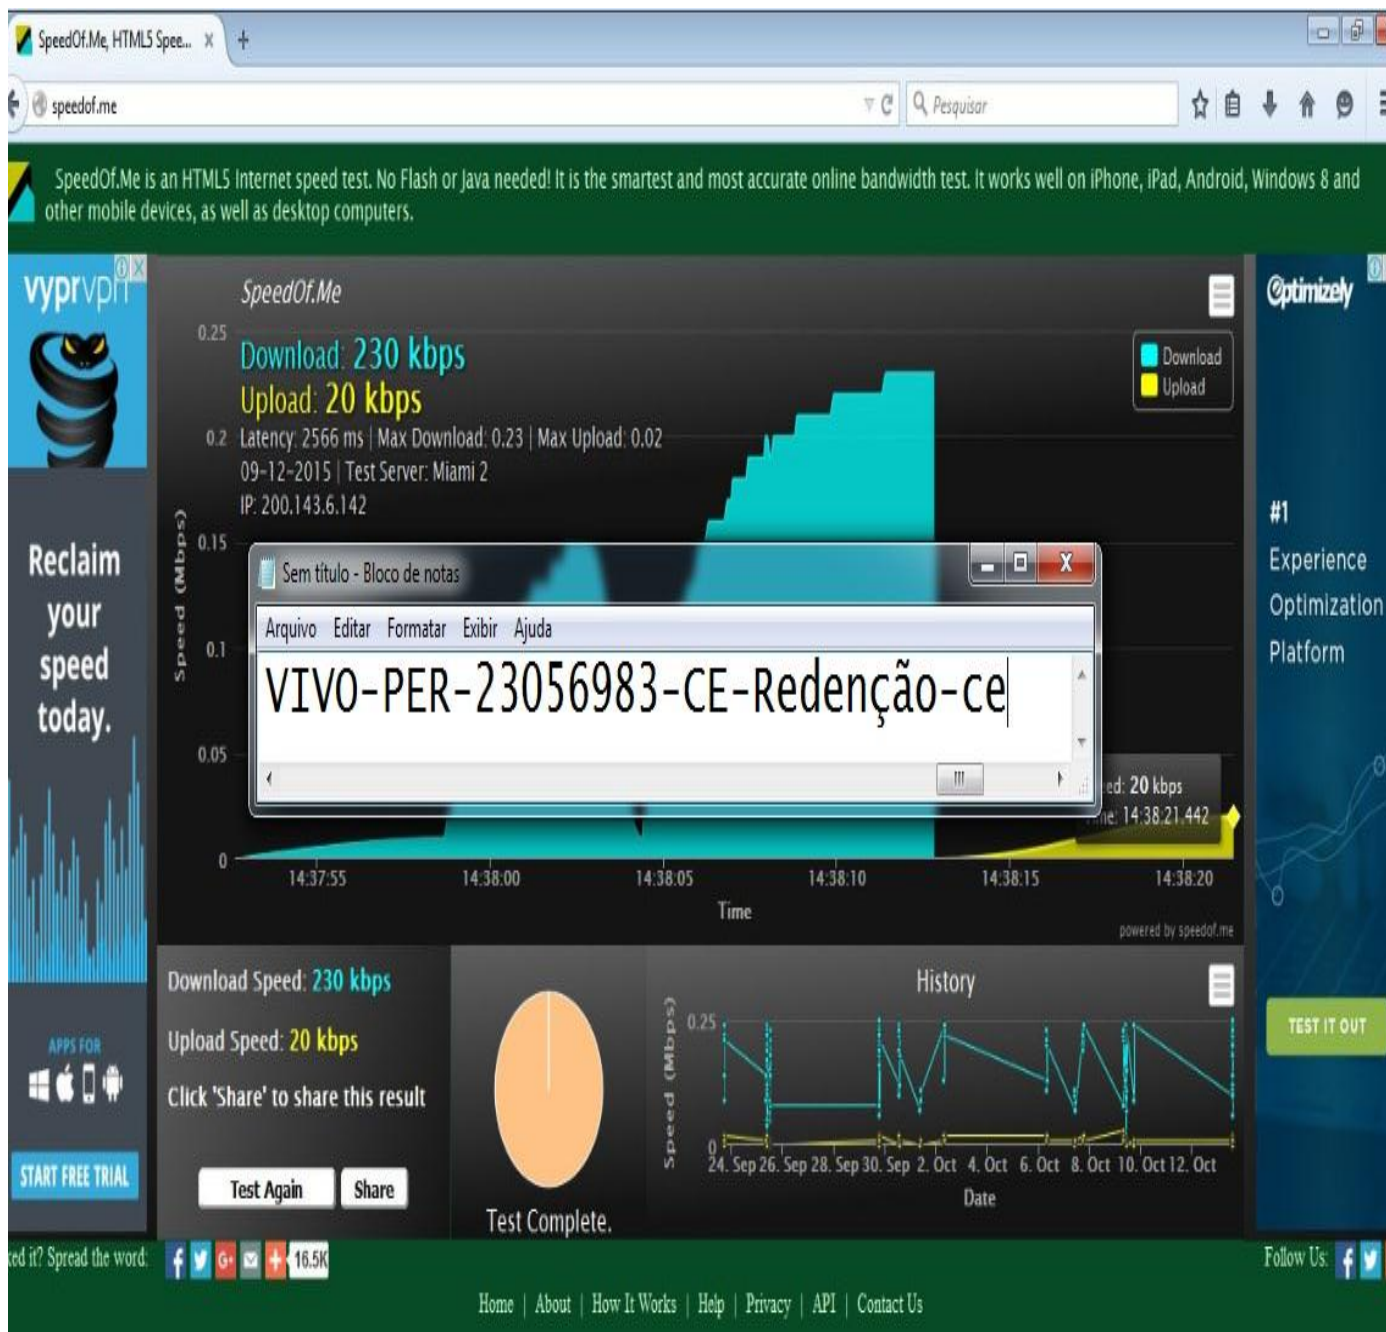 SpeedOf.Me, HTML5 Spee...
speedof.me
Pesquisar
SpeedOf.Me is an HTML5 Internet speed test. No Flash or Java needed! It is the smartest and most accurate online bandwidth test. It works well on iPhone, iPad, Android, Windows 8 and
other mobile devices, as well as desktop computers.
vyprvpn
Reclaim
your
speed
today.
APPS FOR
START FREE TRIAL
SpeedOf.Me
Download: 230 kbps
Upload: 20 kbps
Latency: 2566 ms | Max Download: 0.23 | Max Upload: 0.02
09-12-2015 | Test Server: Miami 2
IP: 200.143.6.142
Download
Upload
Speed (Mbps)
0.25
0.2
0.15
0.1
0.05
0
Sem título - Bloco de notas
Arquivo Editar Formatar Exibir Ajuda
VIVO-PER-23056983-CE-Redenção-ce
ed: 20 kbps
14:38:21.442
14:37:55 14:38:00 14:38:05 14:38:10 14:38:15 14:38:20
Time
powered by speedof.me
Optimizely
#1
Experience
Optimization
Platform
TEST IT OUT
Download Speed: 230 kbps
Upload Speed: 20 kbps
Click 'Share' to share this result
Test Again Share
Test Complete.
History
Speed (Mbps)
0.25
0
24. Sep 26. Sep 28. Sep 30. Sep 2. Oct 4. Oct 6. Oct 8. Oct 10. Oct 12. Oct
Date
ked it? Spread the word:
16.5K
Follow Us:
Home | About | How It Works | Help | Privacy | API | Contact Us